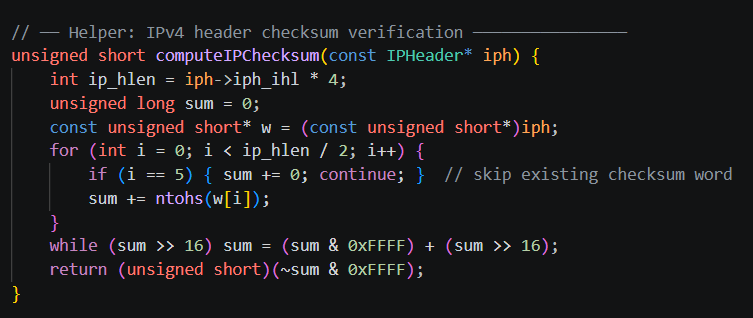 // ── Helper: IPv4 header checksum verification ────────────────
unsigned short computeIPChecksum(const IPHeader* iph) {
    int ip_hlen = iph->iph_ihl * 4;
    unsigned long sum = 0;
    const unsigned short* w = (const unsigned short*)iph;
    for (int i = 0; i < ip_hlen / 2; i++) {
        if (i == 5) { sum += 0; continue; }  // skip existing checksum word
        sum += ntohs(w[i]);
    }
    while (sum >> 16) sum = (sum & 0xFFFF) + (sum >> 16);
    return (unsigned short)(~sum & 0xFFFF);
}